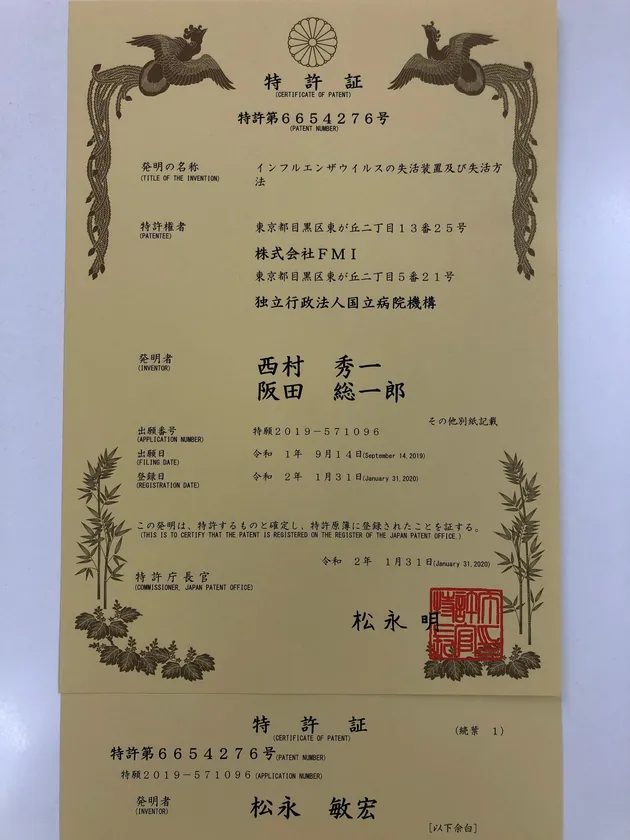 特許証
(CERTIFICATE OF PATENT)
特許第6654276号
(PATENT NUMBER)
発明の名称
(TITLE OF THE INVENTION)
インフルエンザウイルスの失活装置及び失活方
法
特許権者
(PATENTEE)
東京都目黒区東が丘二丁目13番25号
株式会社FMI
東京都目黒区東が丘二丁目5番21号
独立行政法人国立病院機構
発明者
(INVENTOR)
西村 秀一
阪田 総一郎
その他別紙記載
出願番号
(APPLICATION NUMBER)
特願2019-571096
出願日
(FILING DATE)
令和 1年 9月14日(September 14,2019)
登録日
(REGISTRATION DATE)
令和 2年 1月31日(January 31,2020)
この発明は、特許するものと確定し、特許原簿に登録されたことを証する。
(THIS IS TO CERTIFY THAT THE PATENT IS REGISTERED ON THE REGISTER OF THE JAPAN PATENT OFFICE.)
令和 2年 1月31日(January 31,2020)
特許庁長官
(COMMISSIONER, JAPAN PATENT OFFICE)
松永 明
特許証
(CERTIFICATE OF PATENT)
(続葉 1)
特許第6654276号(PATENT NUMBER)
特願2019-571096(APPLICATION NUMBER)
発明者
(INVENTOR)
松永 敏宏
[以下余白]